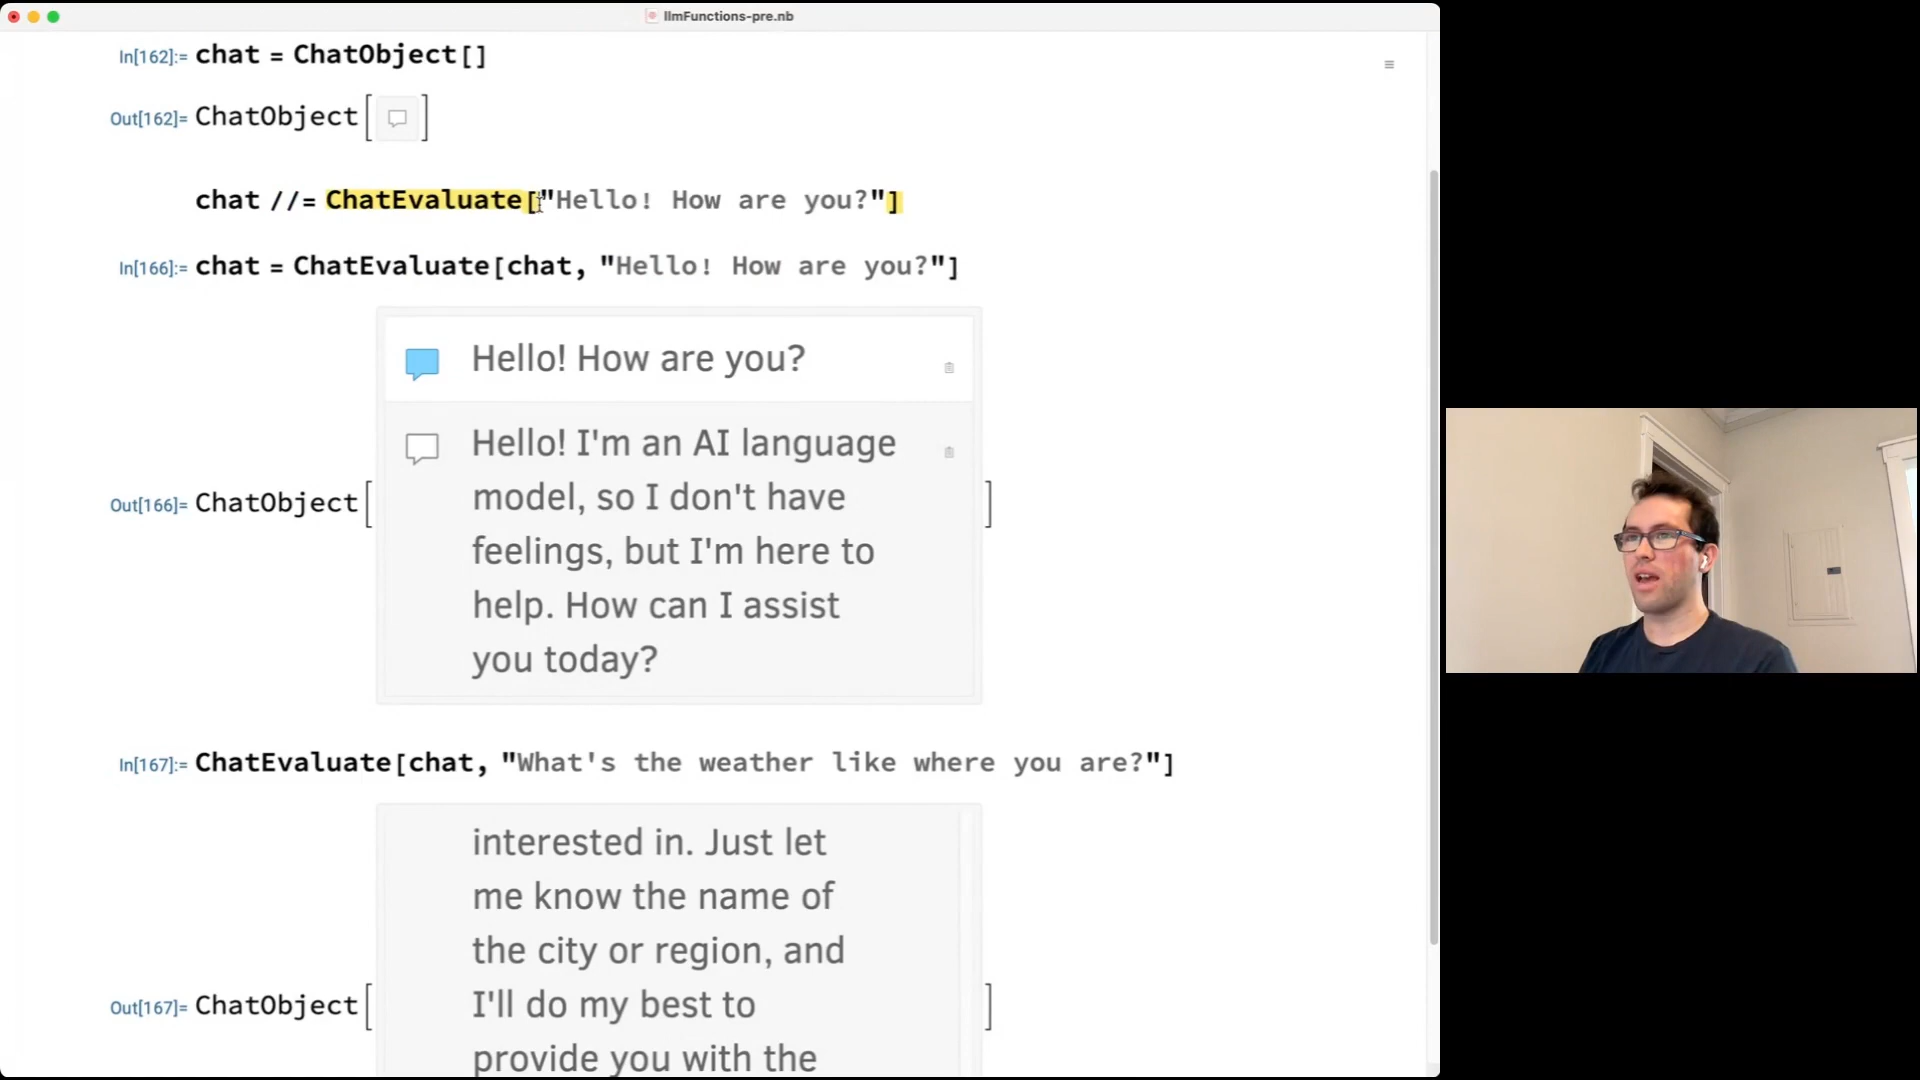 llmFunctions-pre.nb
In[162]:= chat = ChatObject[]
Out[162]= ChatObject[ ]
chat //= ChatEvaluate["Hello! How are you?"]
In[166]:= chat = ChatEvaluate[chat, "Hello! How are you?"]
Hello! How are you?
Hello! I'm an AI language
model, so I don't have
feelings, but I'm here to
help. How can I assist
you today?
Out[166]= ChatObject[ ]
In[167]:= ChatEvaluate[chat, "What's the weather like where you are?"]
interested in. Just let
me know the name of
the city or region, and
I'll do my best to
provide you with the
Out[167]= ChatObject[ ]